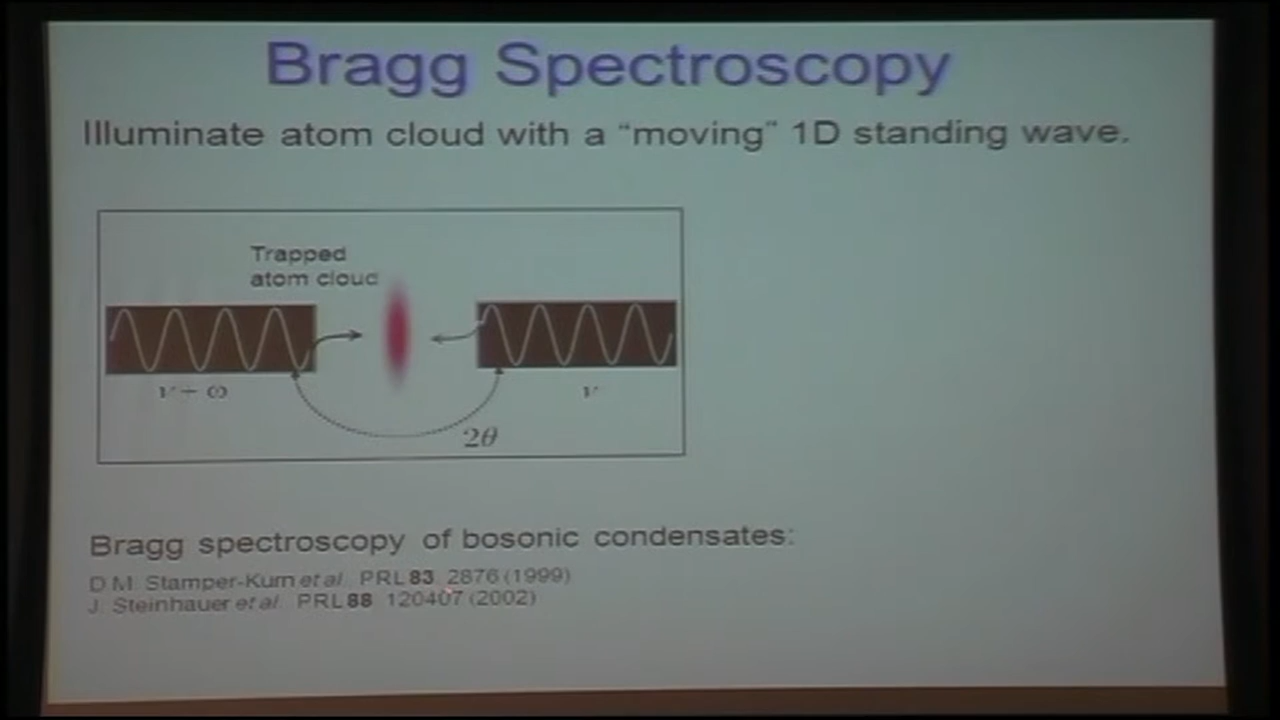 Bragg Spectroscopy
Illuminate atom cloud with a “moving” 1D standing wave.
Trapped
atom cloud
ν + ω
ν
2θ
Bragg spectroscopy of bosonic condensates:
D.M. Stamper-Kurn et al. PRL 83, 2876 (1999)
J. Steinhauer et al. PRL 88, 120407 (2002)